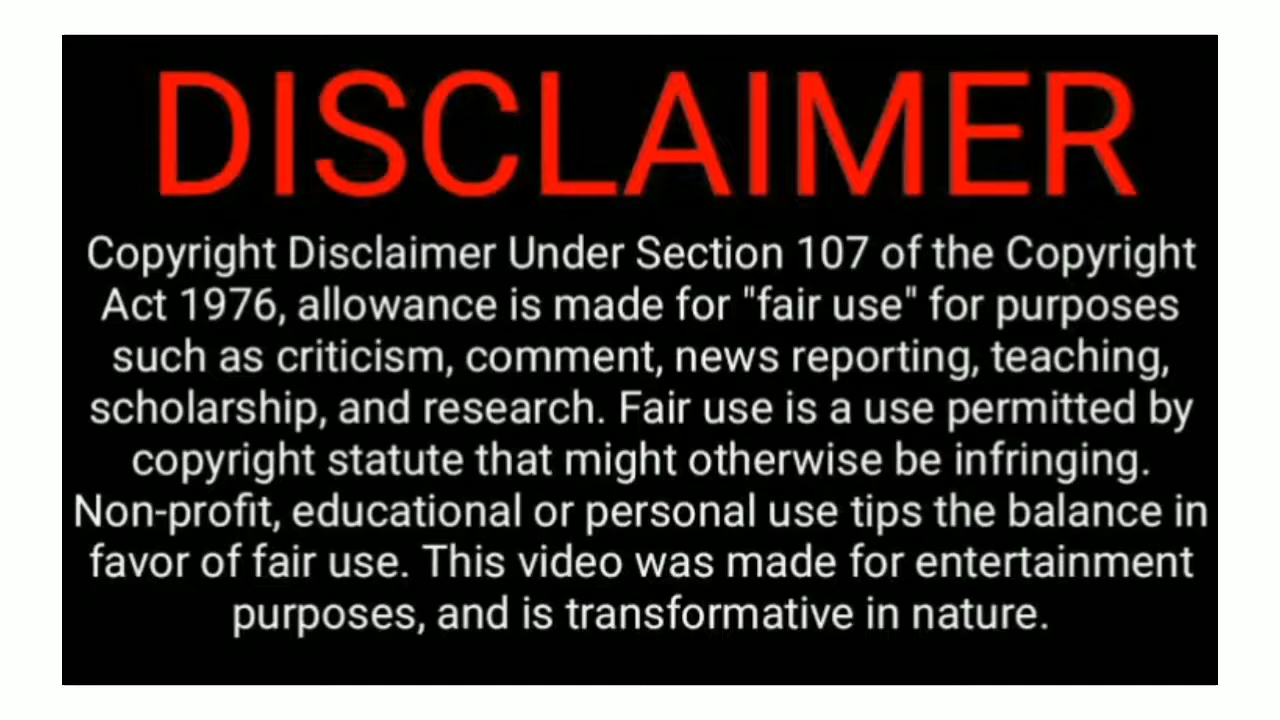 DISCLAIMER
Copyright Disclaimer Under Section 107 of the Copyright
Act 1976, allowance is made for "fair use" for purposes
such as criticism, comment, news reporting, teaching,
scholarship, and research. Fair use is a use permitted by
copyright statute that might otherwise be infringing.
Non-profit, educational or personal use tips the balance in
favor of fair use. This video was made for entertainment
purposes, and is transformative in nature.